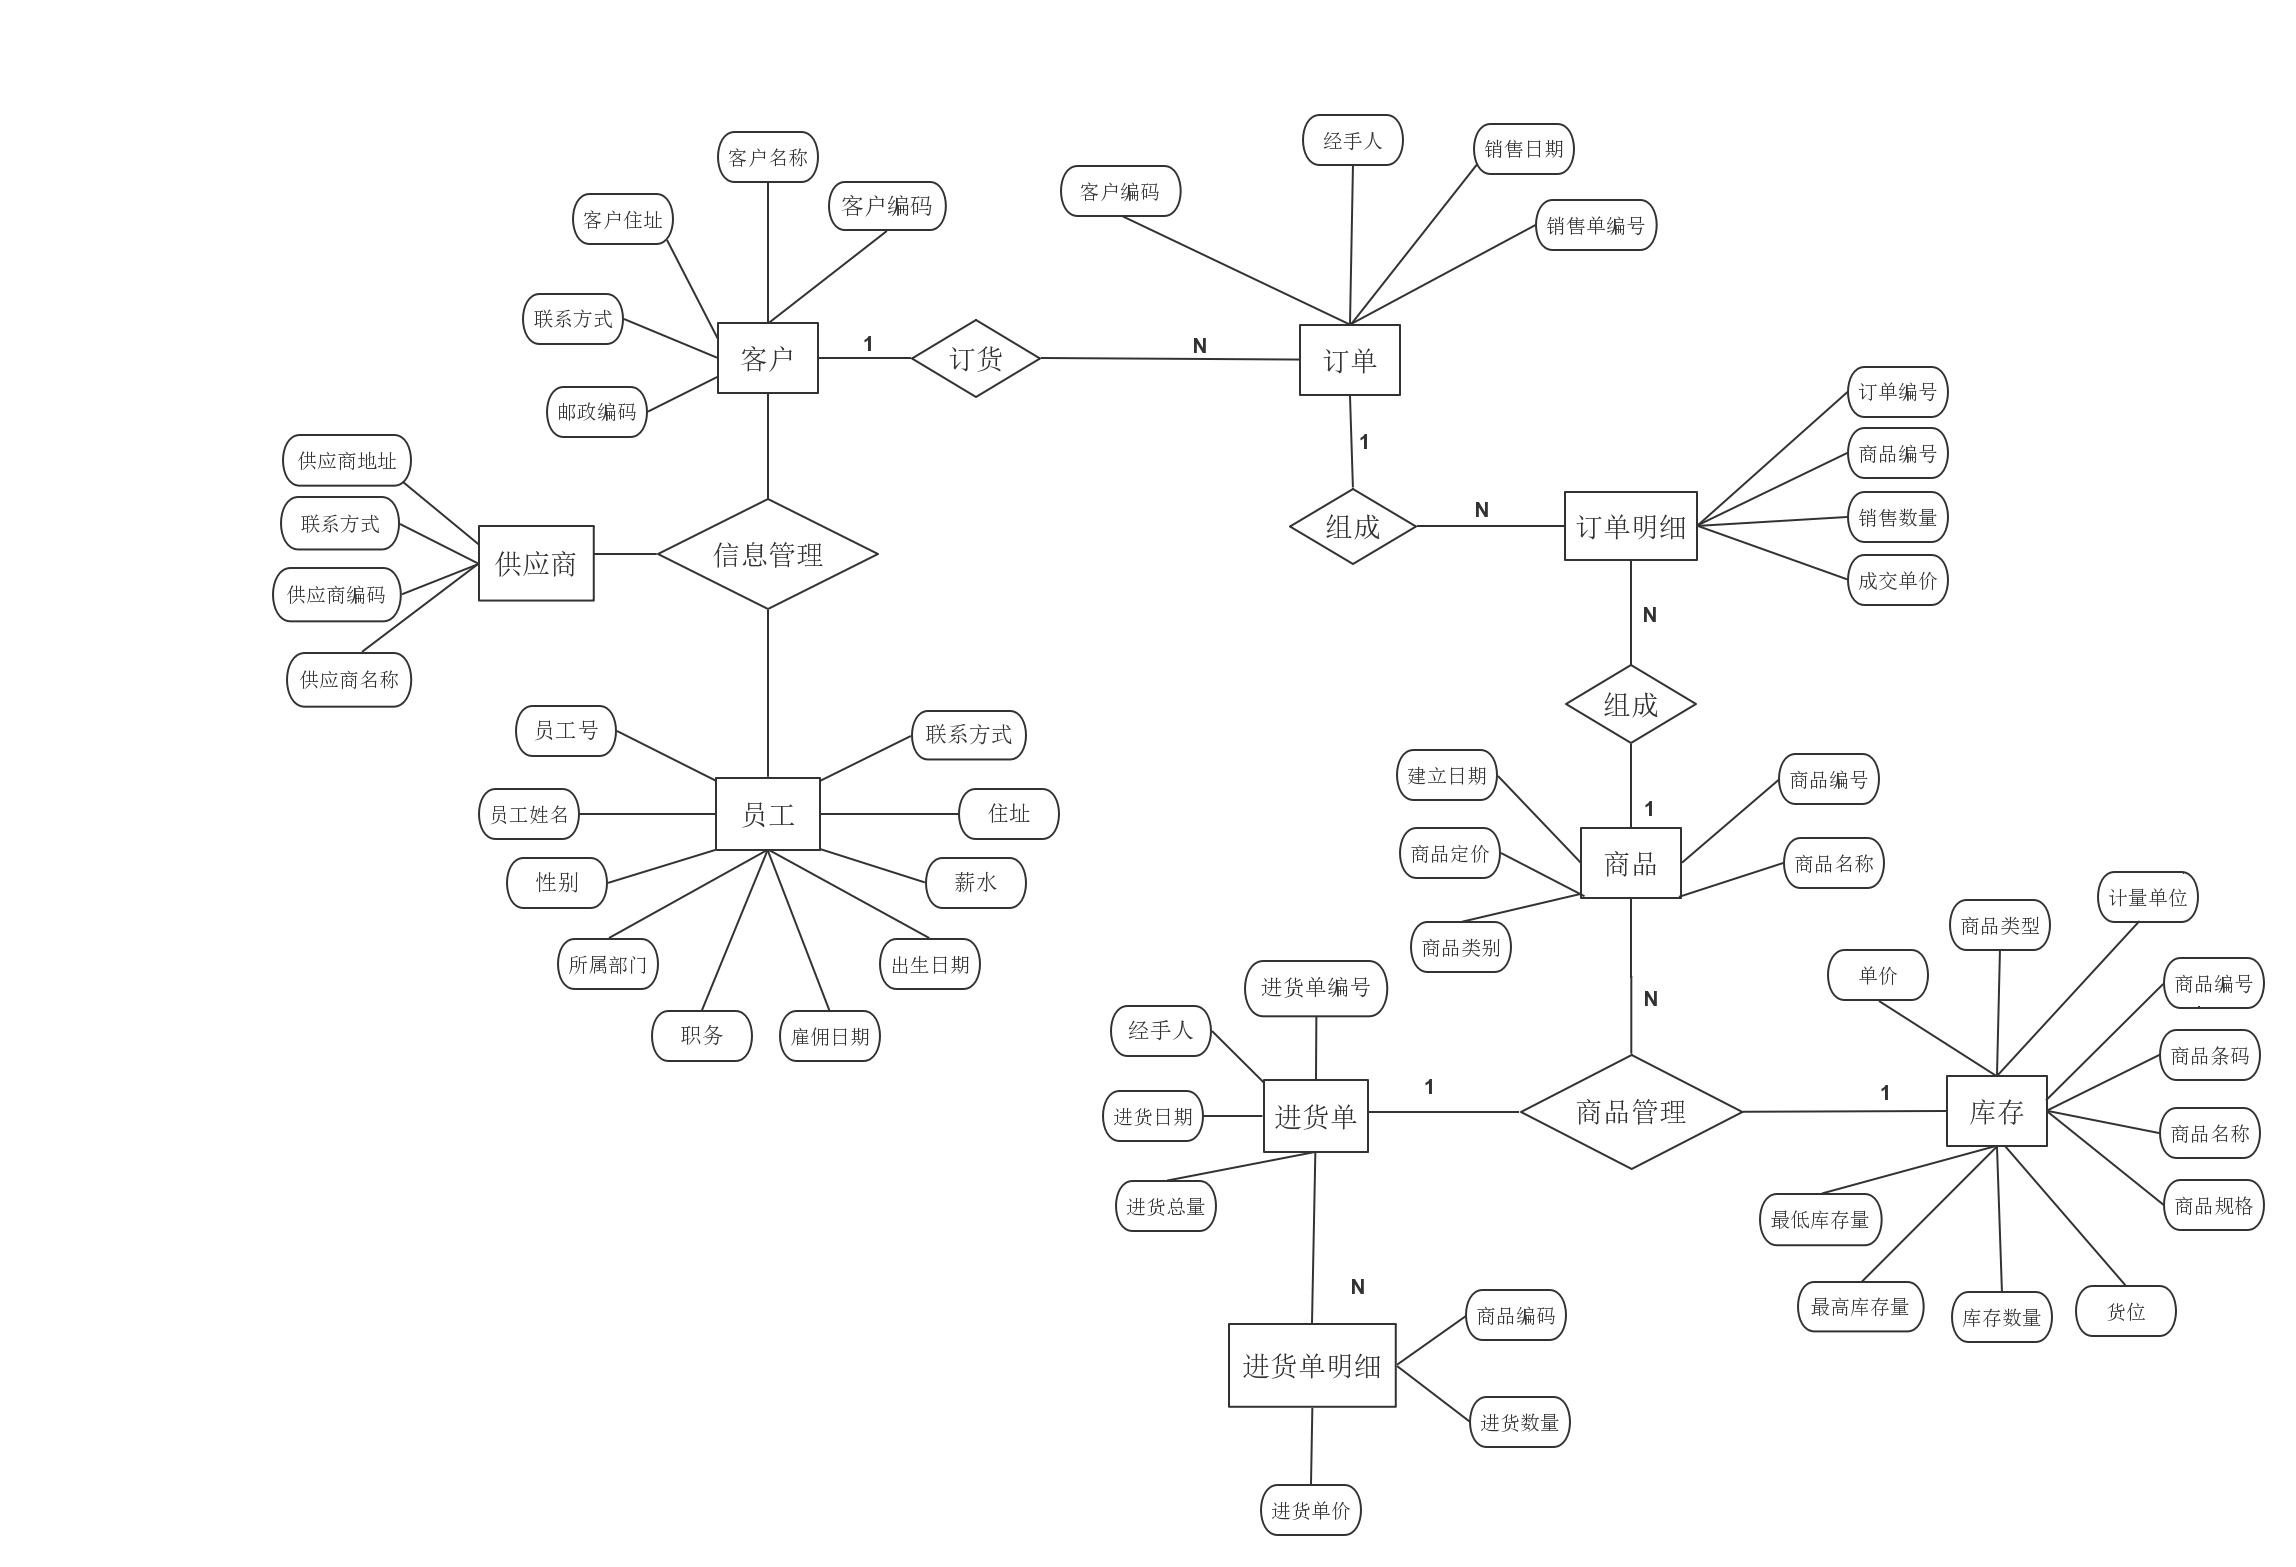 经手人
销售日期
客户名称
客户编码
客户编码
客户住址
销售单编号
联系方式
客户
1
订货
N
订单
邮政编码
订单编号
1
商品编号
供应商地址
联系方式
组成
N
订单明细
销售数量
供应商
信息管理
成交单价
供应商编码
N
供应商名称
组成
员工号
联系方式
建立日期
商品编号
1
员工姓名
员工
住址
商品定价
商品
商品名称
性别
薪水
计量单位
商品类别
商品类型
所属部门
出生日期
单价
商品编号
进货单编号
N
经手人
职务
雇佣日期
商品条码
1
1
进货日期
进货单
商品管理
库存
商品名称
进货总量
商品规格
最低库存量
N
商品编码
最高库存量
库存数量
货位
进货单明细
进货数量
进货单价